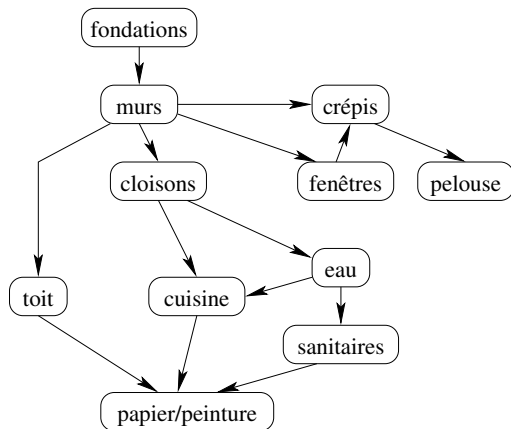 fondations
murs
crépis
cloisons
fenêtres
pelouse
eau
toit
cuisine
sanitaires
papier/peinture